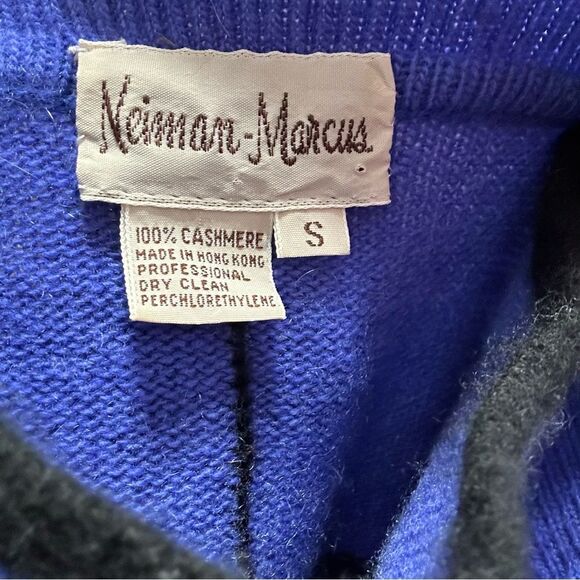 Neiman-Marcus
S
100% CASHMERE
MADE IN HONG KONG
PROFESSIONAL
DRY CLEAN
PERCHLORETHYLENE